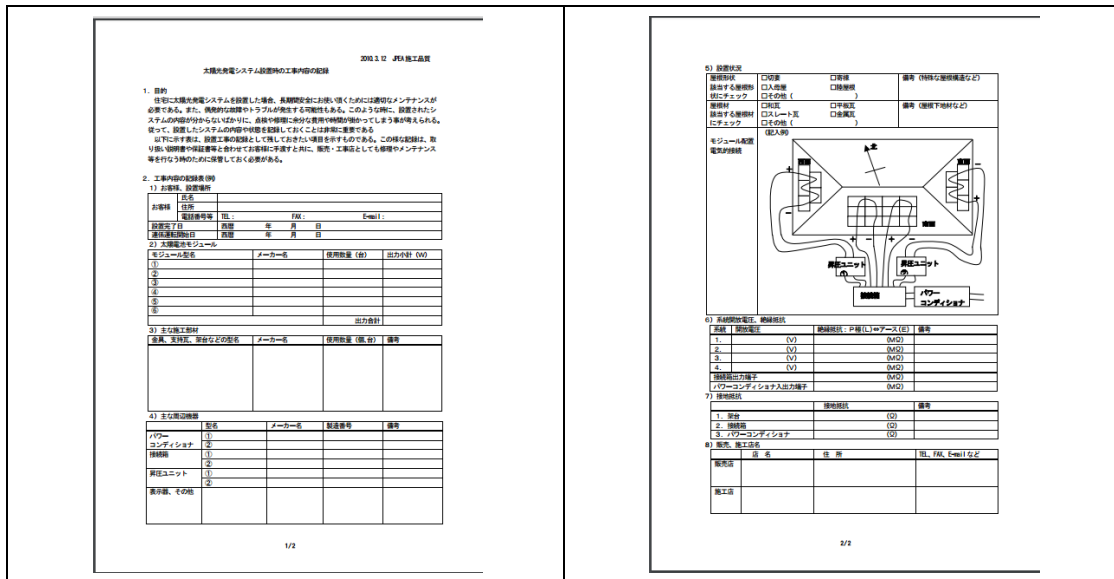 2010.3.12 JPEA施工品質
太陽光発電システム設置時の工事内容の記録
1．目的
住宅に太陽光発電システムを設置した場合、長期間安全にお使い頂くためには適切なメンテナンスが
必要である。また、偶発的な故障やトラブルが発生する可能性もある。このような時に、設置されたシ
ステムの内容が分からないばかりに、点検や修理に余分な費用や時間が掛かってしまう事が考えられる。
従って、設置したシステムの内容や状態を記録しておくことは非常に重要である
以下に示す表は、設置工事の記録として残しておきたい項目を示すものである。この様な記録は、取
り扱い説明書や保証書等と合わせてお客様に手渡すと共に、販売・工事店としても修理やメンテナンス
等を行なう時のために保管しておく必要がある。
2．工事内容の記録表(例)
1）お客様、設置場所
お客様 氏名
住所
電話番号等 TEL： FAX： E-mail：
設置完了日 西暦 年 月 日
連係運転開始日 西暦 年 月 日
2）太陽電池モジュール
モジュール型名 メーカー名 使用数量（台） 出力小計（W）
①
②
③
④
⑤
⑥
出力合計
3）主な施工部材
金具、支持瓦、架台などの型名 メーカー名 使用数量（個,台） 備考
4）主な周辺機器
型名 メーカー名 製造番号 備考
パワー ①
コンディショナ ②
接続箱 ①
②
昇圧ユニット ①
②
表示器、その他
1/2
5）設置状況
屋根形状 □切妻 □寄棟 備考（特殊な屋根構造など）
該当する屋根形 □入母屋 □陸屋根
状にチェック □その他（
屋根材 □和瓦 □平板瓦 備考（屋根下地材など）
該当する屋根材 □スレート瓦 □金属瓦
にチェック □その他（
モジュール配置
電気的接続
(記入例)
北
西面
東面
南面
+ −
+ −
+ − + −
昇圧ユニット
①
昇圧ユニット
②
接続箱
パワー
コンディショナ
6）系統開放電圧、絶縁抵抗
系統 開放電圧 絶縁抵抗：P極(L)⇔アース(E) 備考
1． (V) (MΩ)
2． (V) (MΩ)
3． (V) (MΩ)
4． (V) (MΩ)
接続箱出力端子 (MΩ)
パワーコンディショナ入出力端子 (MΩ)
7）接地抵抗
接地抵抗 備考
1．架台 (Ω)
2．接続箱 (Ω)
3．パワーコンディショナ (Ω)
8）販売、施工店名
店 名 住 所 TEL、FAX、E-mailなど
販売店
施工店
2/2